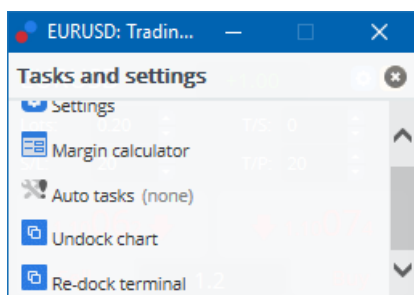 EURUSD: Tradin...
Tasks and settings
Settings
Margin calculator
Auto tasks (none)
Undock chart
Re-dock terminal